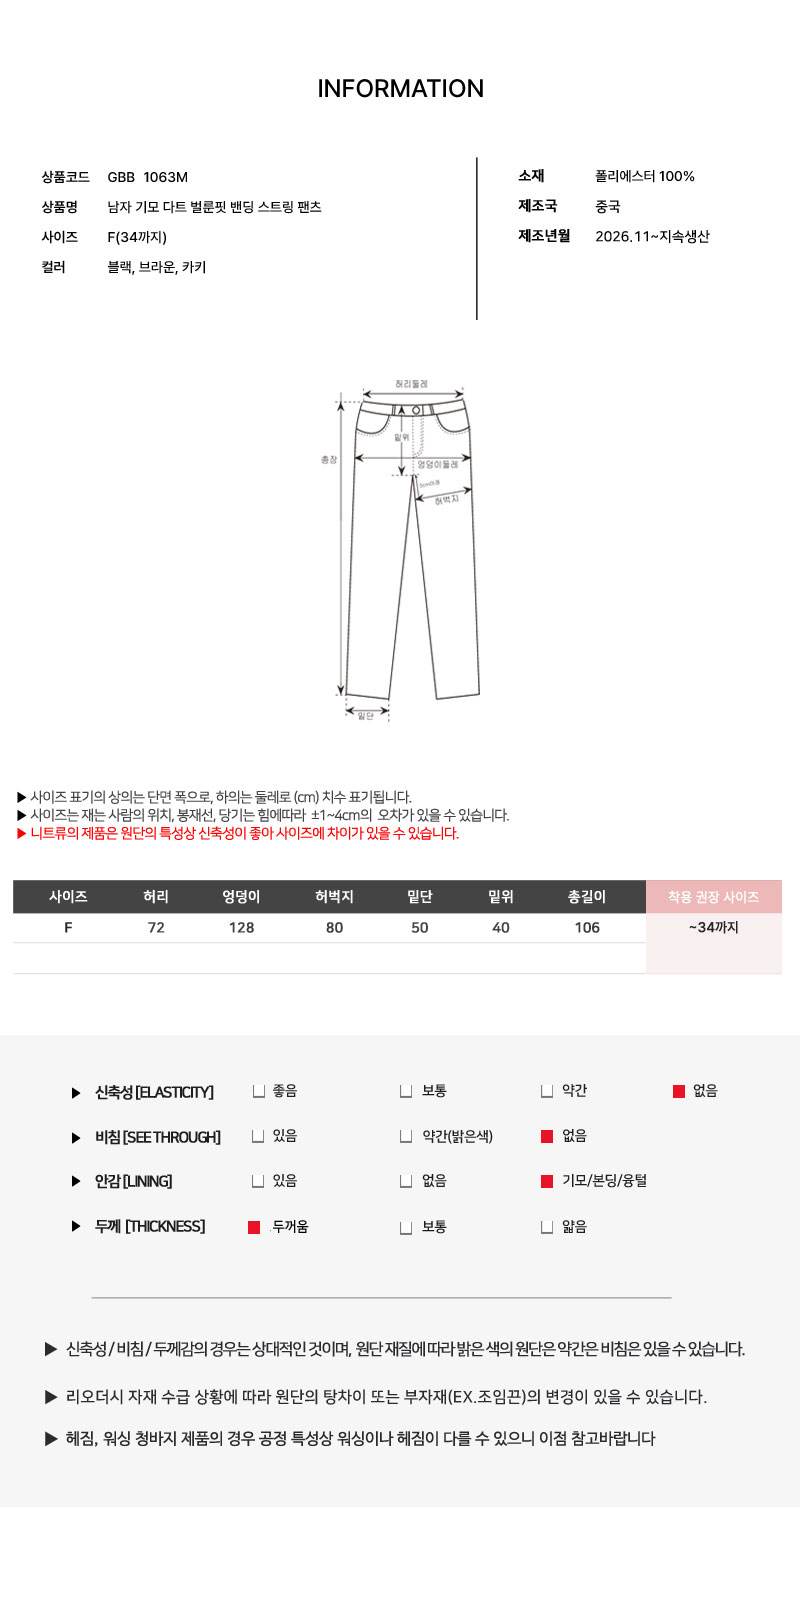 INFORMATION
상품코드 GBB 1063M
상품명 남자 기모 다트 벌룬핏 밴딩 스트링 팬츠
사이즈 F(34까지)
컬러 블랙, 브라운, 카키
소재 폴리에스터 100%
제조국 중국
제조년월 2026.11~지속생산
허리둘레
밑위
총장
엉덩이둘레
허벅지
밑단
▶ 사이즈 표기의 상의는 단면 폭으로, 하의는 둘레로 (cm) 치수 표기됩니다.
▶ 사이즈는 재는 사람의 위치, 봉재선, 당기는 힘에따라 ±1~4cm의 오차가 있을 수 있습니다.
▶ 니트류의 제품은 원단의 특성상 신축성이 좋아 사이즈에 차이가 있을 수 있습니다.
사이즈 허리 엉덩이 허벅지 밑단 밑위 총길이 착용 권장 사이즈
F 72 128 80 50 40 106 ~34까지
▶ 신축성 [ELASTICITY] 좋음 보통 약간 없음
▶ 비침 [SEE THROUGH] 있음 약간(밝은색) 없음
▶ 안감 [LINING] 있음 없음 기모/본딩/융털
▶ 두께 [THICKNESS] 두꺼움 보통 얇음
▶ 신축성 / 비침 / 두께감의 경우는 상대적인 것이며, 원단 재질에 따라 밝은 색의 원단은 약간은 비침은 있을 수 있습니다.
▶ 리오더시 자재 수급 상황에 따라 원단의 탕차이 또는 부자재(EX.조임끈)의 변경이 있을 수 있습니다.
▶ 헤짐, 워싱 청바지 제품의 경우 공정 특성상 워싱이나 헤짐이 다를 수 있으니 이점 참고바랍니다